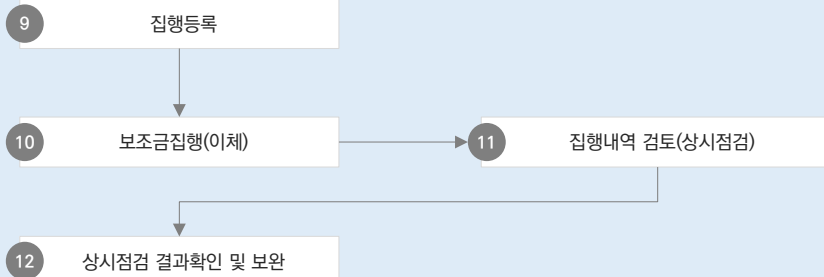 9 집행등록
10 보조금집행(이체)
11 집행내역 검토(상시점검)
12 상시점검 결과확인 및 보완